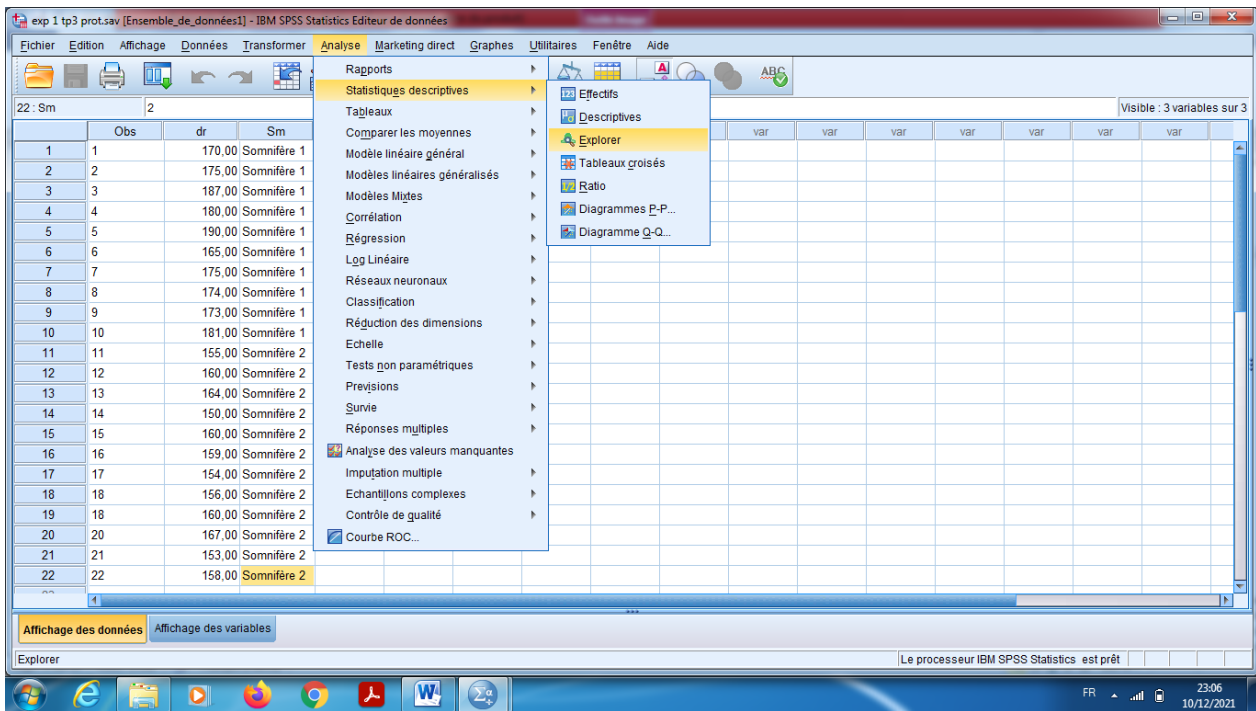 exp 1 tp3 prot.sav [Ensemble_de_données1] - IBM SPSS Statistics Editeur de données
Fichier Edition Affichage Données Transformer Analyse Marketing direct Graphes Utilitaires Fenêtre Aide
22 : Sm 2 Visible : 3 variables sur 3
Obs dr Sm var var var var var var var
1 1 170,00 Somnifère 1
2 2 175,00 Somnifère 1
3 3 187,00 Somnifère 1
4 4 180,00 Somnifère 1
5 5 190,00 Somnifère 1
6 6 165,00 Somnifère 1
7 7 175,00 Somnifère 1
8 8 174,00 Somnifère 1
9 9 173,00 Somnifère 1
10 10 181,00 Somnifère 1
11 11 155,00 Somnifère 2
12 12 160,00 Somnifère 2
13 13 164,00 Somnifère 2
14 14 150,00 Somnifère 2
15 15 160,00 Somnifère 2
16 16 159,00 Somnifère 2
17 17 154,00 Somnifère 2
18 18 156,00 Somnifère 2
19 18 160,00 Somnifère 2
20 20 167,00 Somnifère 2
21 21 153,00 Somnifère 2
22 22 158,00 Somnifère 2
Rapports
Statistiques descriptives
Tableaux
Comparer les moyennes
Modèle linéaire général
Modèles linéaires généralisés
Modèles Mixtes
Corrélation
Régression
Log Linéaire
Réseaux neuronaux
Classification
Réduction des dimensions
Echelle
Tests non paramétriques
Prévisions
Survie
Réponses multiples
Analyse des valeurs manquantes
Imputation multiple
Echantillons complexes
Contrôle de qualité
Courbe ROC...
Effectifs
Descriptives
Explorer
Tableaux croisés
Ratio
Diagrammes P-P...
Diagramme Q-Q...
Affichage des données Affichage des variables
Explorer Le processeur IBM SPSS Statistics est prêt
FR 23:06
10/12/2021